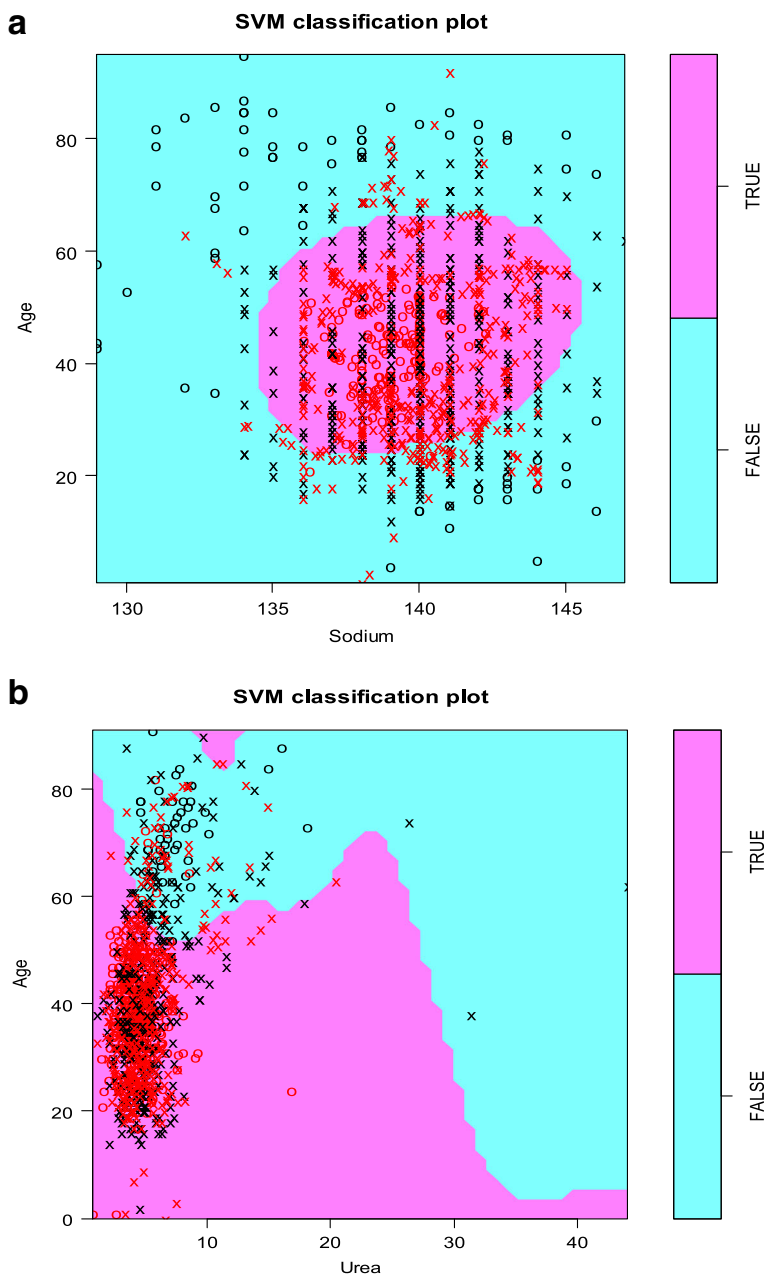 a
SVM classification plot
80
60
40
20
Age
130 135 140 145
Sodium
TRUE
FALSE
b
SVM classification plot
80
60
40
20
0
Age
10 20 30 40
Urea
TRUE
FALSE